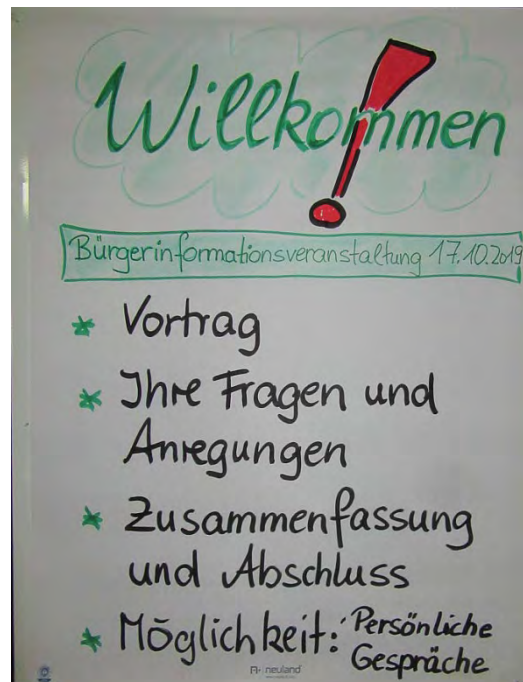 Willkommen!
Bürgerinformationsveranstaltung 17.10.2019
* Vortrag
* Ihre Fragen und
Anregungen
* Zusammenfassung
und Abschluss
* Möglichkeit: Persönliche
Gespräche
neuland